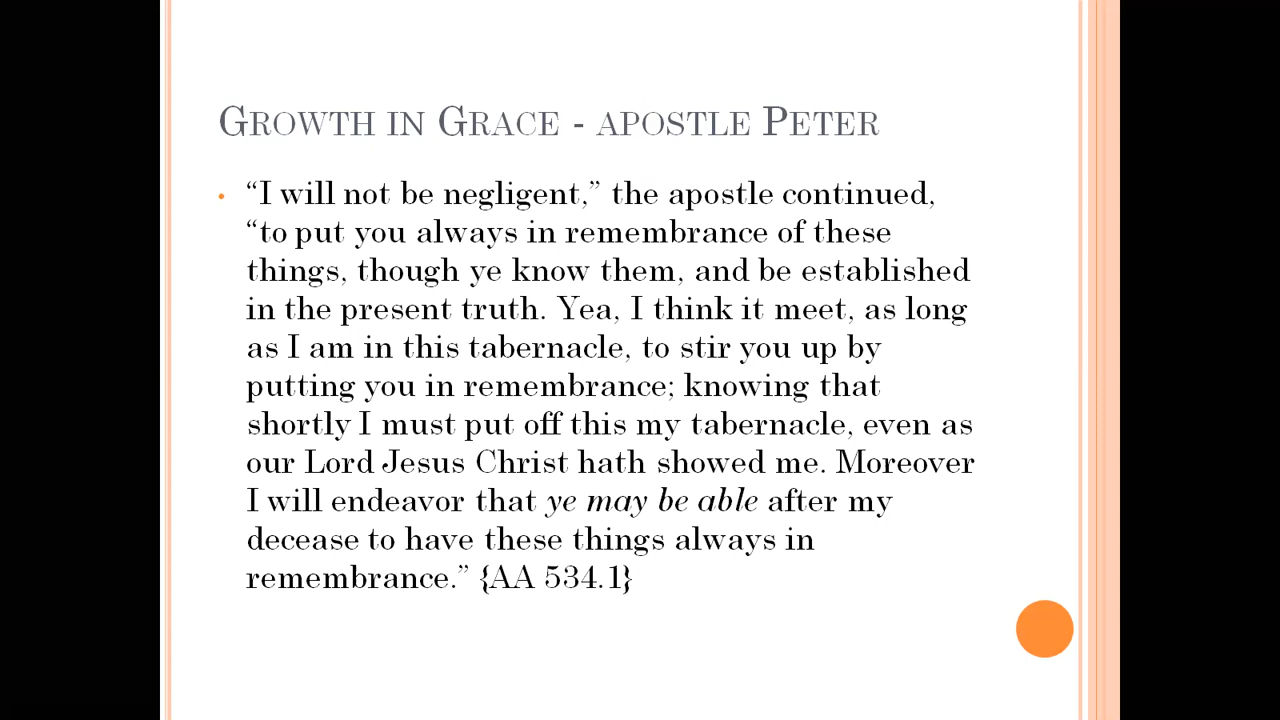 GROWTH IN GRACE - APOSTLE PETER
• “I will not be negligent,” the apostle continued,
“to put you always in remembrance of these
things, though ye know them, and be established
in the present truth. Yea, I think it meet, as long
as I am in this tabernacle, to stir you up by
putting you in remembrance; knowing that
shortly I must put off this my tabernacle, even as
our Lord Jesus Christ hath showed me. Moreover
I will endeavor that ye may be able after my
decease to have these things always in
remembrance.” {AA 534.1}